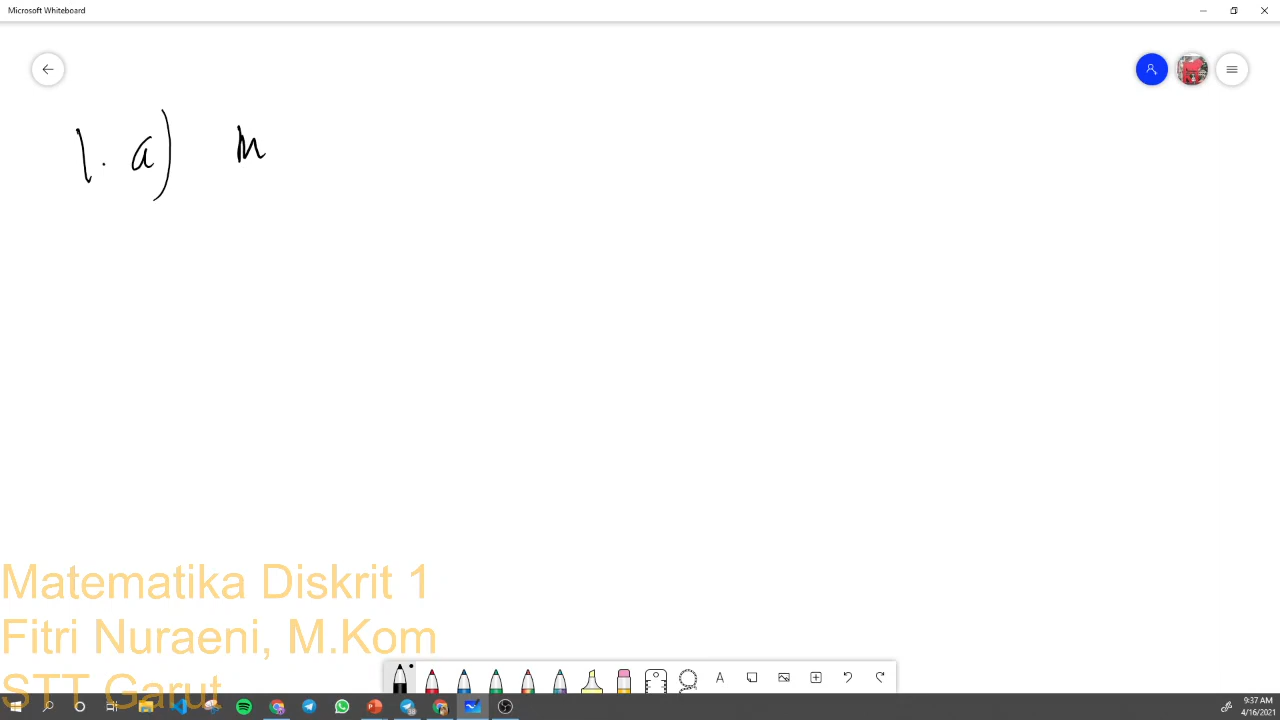 Microsoft Whiteboard
1. a) m
Matematika Diskrit 1
Fitri Nuraeni, M.Kom
STT Garut
9:37 AM
4/16/2021